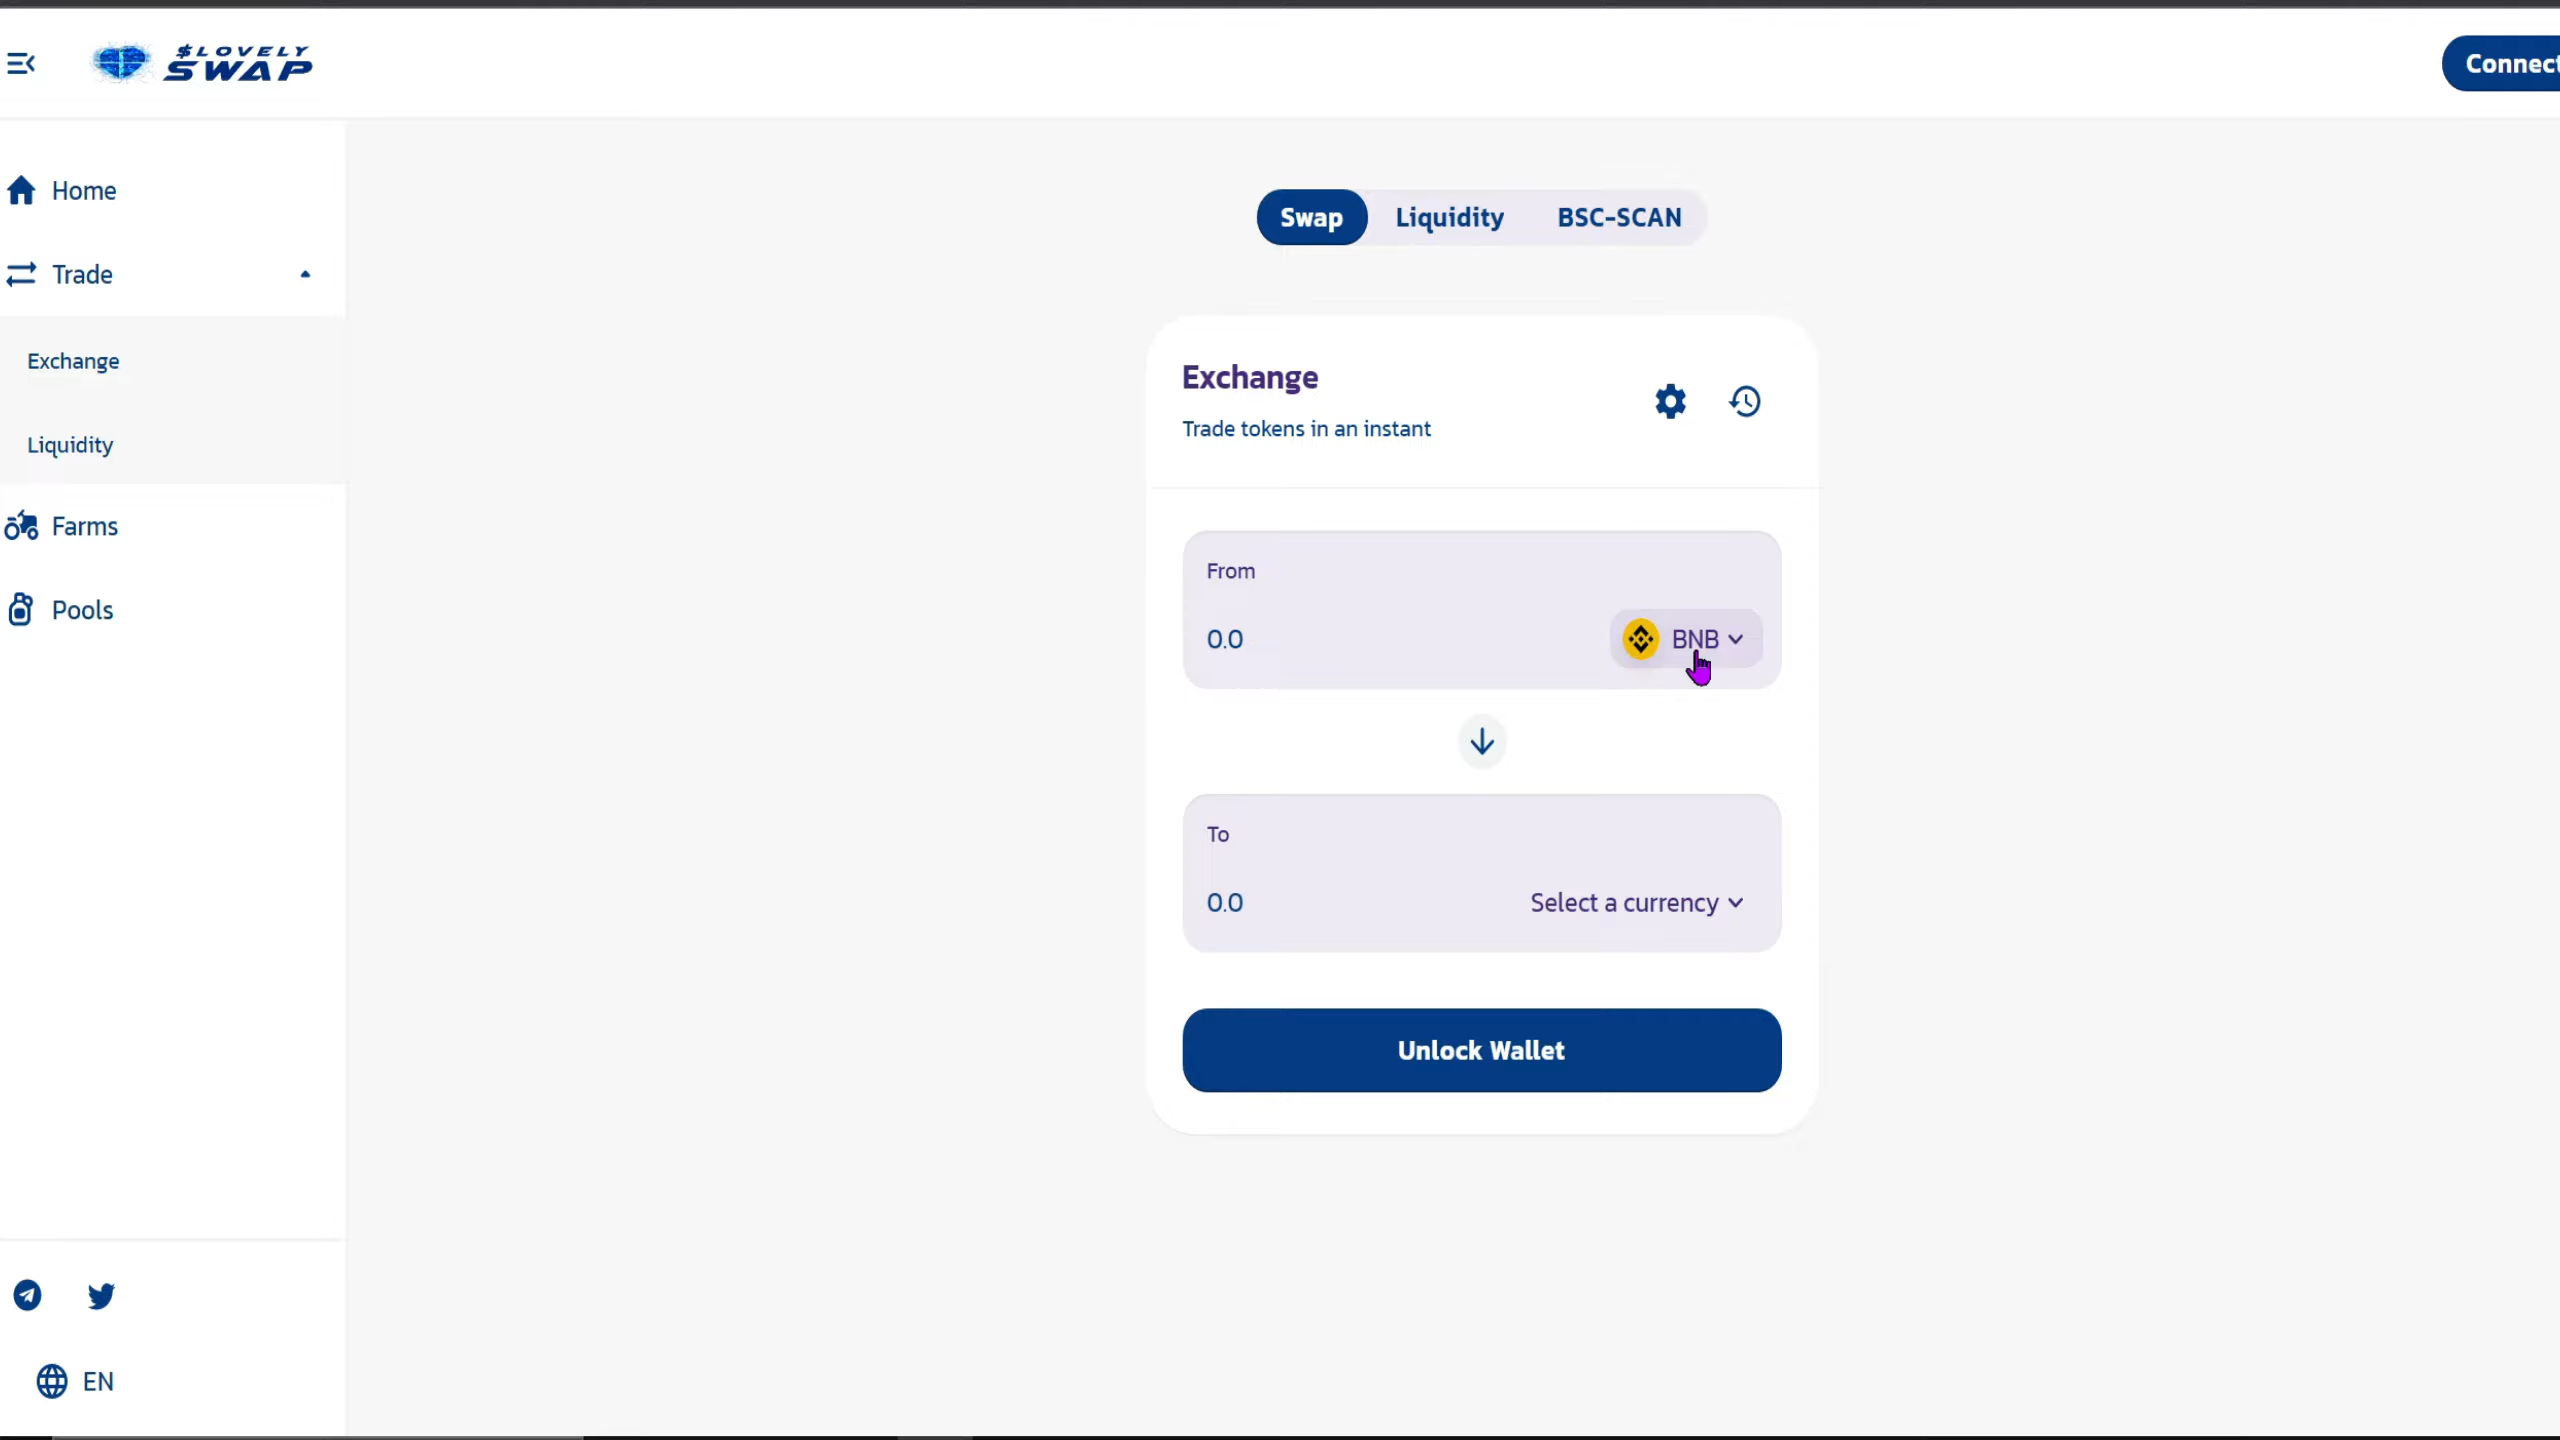 $LOVELY
SWAP
Connect
Home
Trade
Exchange
Liquidity
Farms
Pools
EN
Swap
Liquidity
BSC-SCAN
Exchange
Trade tokens in an instant
From
0.0
BNB
To
0.0
Select a currency
Unlock Wallet